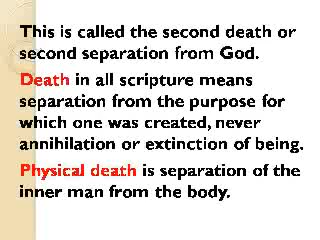 This is called the second death or
second separation from God.
Death in all scripture means
separation from the purpose for
which one was created, never
annihilation or extinction of being.
Physical death is separation of the
inner man from the body.